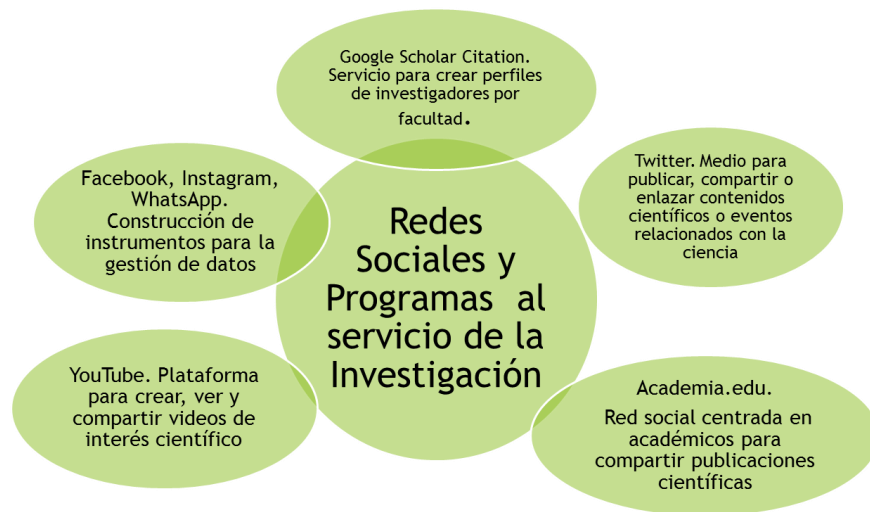 Google Scholar Citation.
Servicio para crear perfiles
de investigadores por
facultad.
Twitter. Medio para
publicar, compartir o
enlazar contenidos
científicos o eventos
relacionados con la
ciencia
Facebook, Instagram,
WhatsApp.
Construcción de
instrumentos para la
gestión de datos
Redes
Sociales y
Programas al
servicio de la
Investigación
YouTube. Plataforma
para crear, ver y
compartir videos de
interés científico
Academia.edu.
Red social centrada en
académicos para
compartir publicaciones
científicas